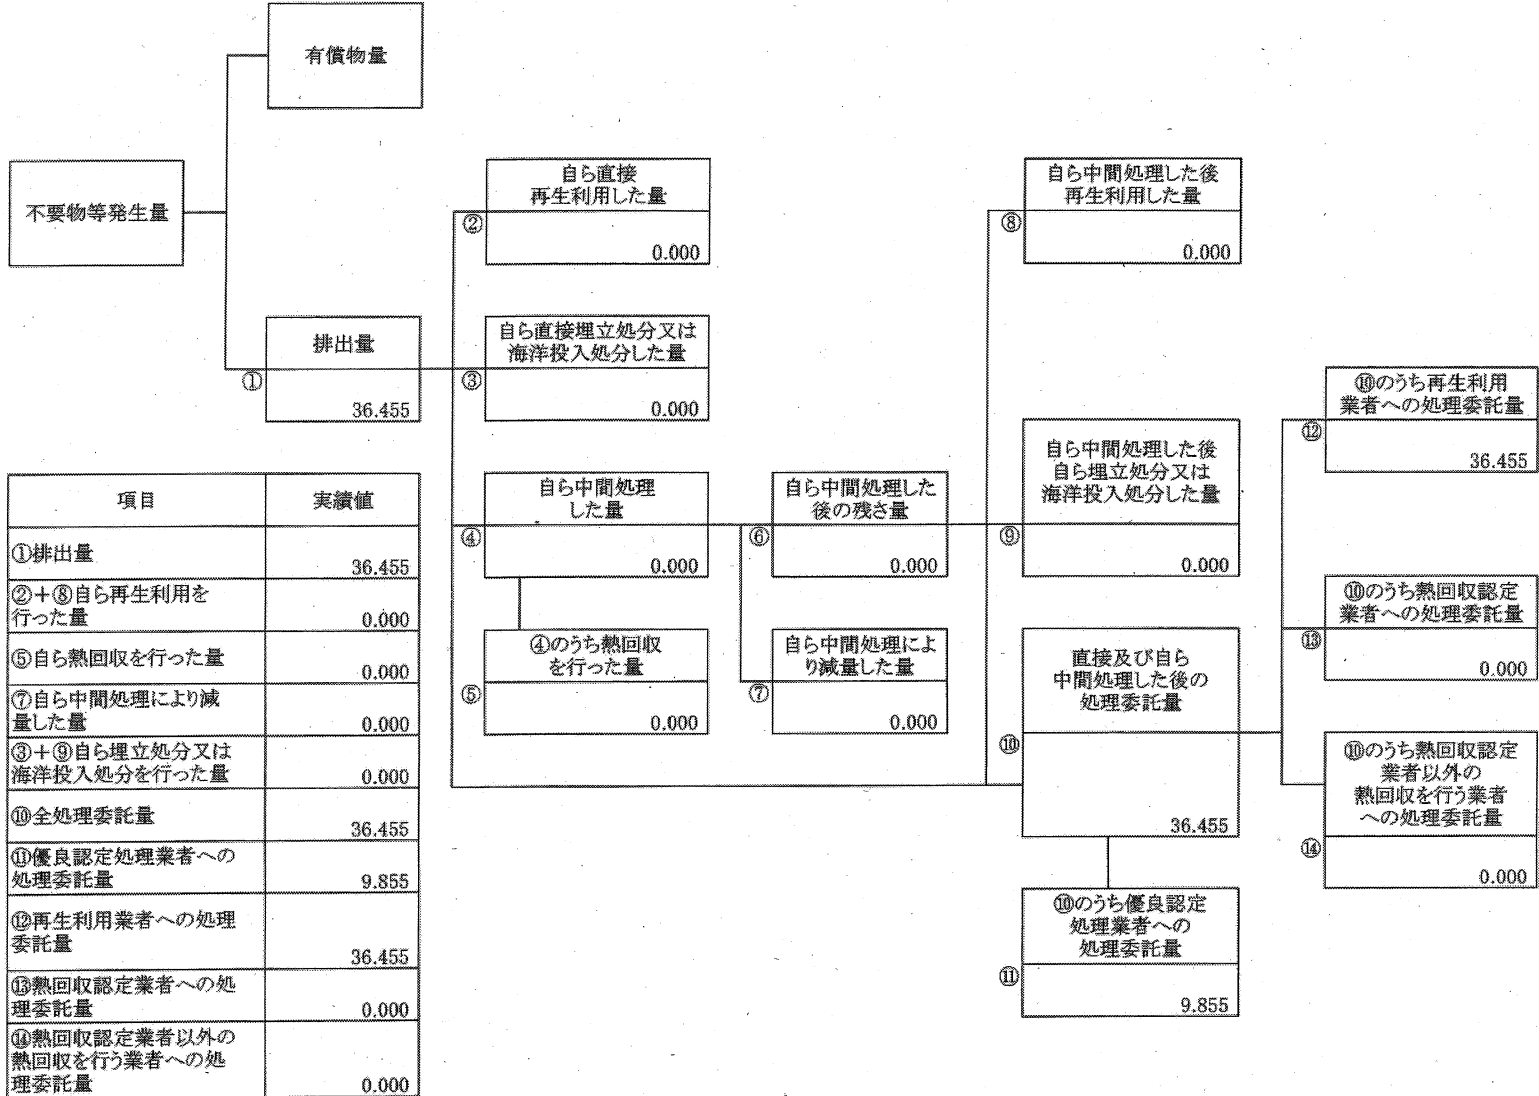 有償物量
不要物等発生量
排出量
①
36.455
自ら直接
再生利用した量
②
0.000
自ら直接埋立処分又は
海洋投入処分した量
③
0.000
自ら中間処理
した量
④
0.000
④のうち熱回収
を行った量
⑤
0.000
自ら中間処理した
後の残さ量
⑥
0.000
自ら中間処理によ
り減量した量
⑦
0.000
自ら中間処理した後
再生利用した量
⑧
0.000
自ら中間処理した後
自ら埋立処分又は
海洋投入処分した量
⑨
0.000
直接及び自ら
中間処理した後の
処理委託量
⑩
36.455
⑩のうち優良認定
処理業者への
処理委託量
⑪
9.855
⑩のうち再生利用
業者への処理委託量
⑫
36.455
⑩のうち熱回収認定
業者への処理委託量
⑬
0.000
⑩のうち熱回収認定
業者以外の
熱回収を行う業者
への処理委託量
⑭
0.000
項目 実績値
①排出量
36.455
②＋⑧自ら再生利用を
行った量 0.000
⑤自ら熱回収を行った量
0.000
⑦自ら中間処理により減
量した量 0.000
③＋⑨自ら埋立処分又は
海洋投入処分を行った量 0.000
⑩全処理委託量
36.455
⑪優良認定処理業者への
処理委託量 9.855
⑫再生利用業者への処理
委託量
36.455
⑬熱回収認定業者への処
理委託量 0.000
⑭熱回収認定業者以外の
熱回収を行う業者への処
理委託量 0.000